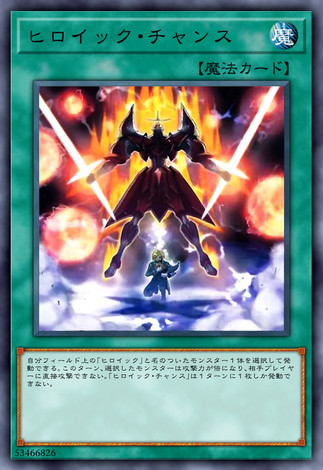 ヒロイック・チャンス
魔
【魔法カード】
自分フィールド上の「ヒロイック」と名のついたモンスター１体を選択して発
動できる。このターン、選択したモンスターは攻撃力が倍になり、相手プレイヤ
ーに直接攻撃できない。「ヒロイック・チャンス」は１ターンに１枚しか発動で
きない。
53466826